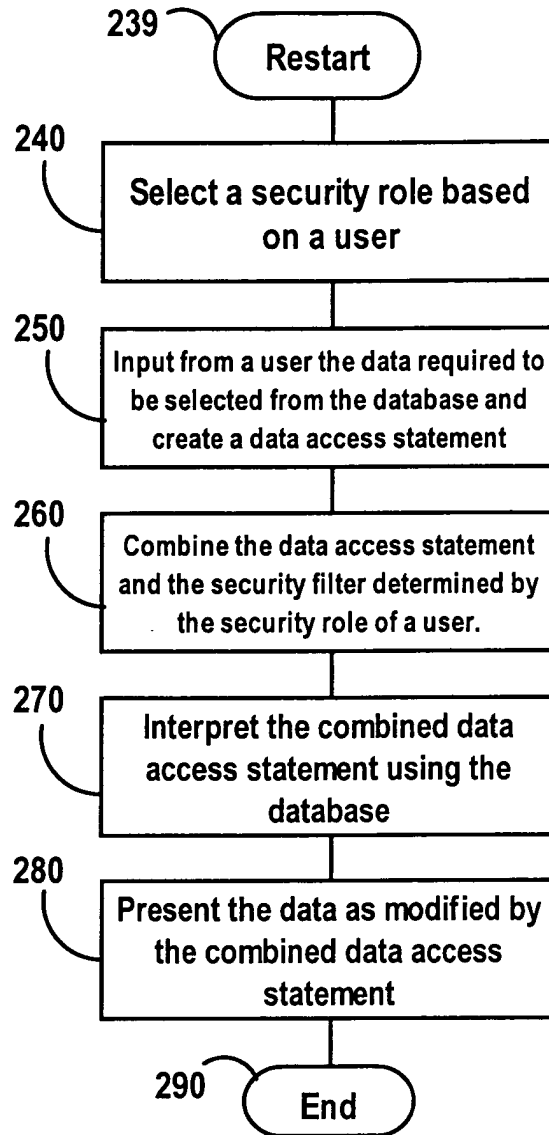 239
Restart
240
Select a security role based
on a user
250
Input from a user the data required to
be selected from the database and
create a data access statement
260
Combine the data access statement
and the security filter determined by
the security role of a user.
270
Interpret the combined data
access statement using the
database
280
Present the data as modified by
the combined data access
statement
290
End